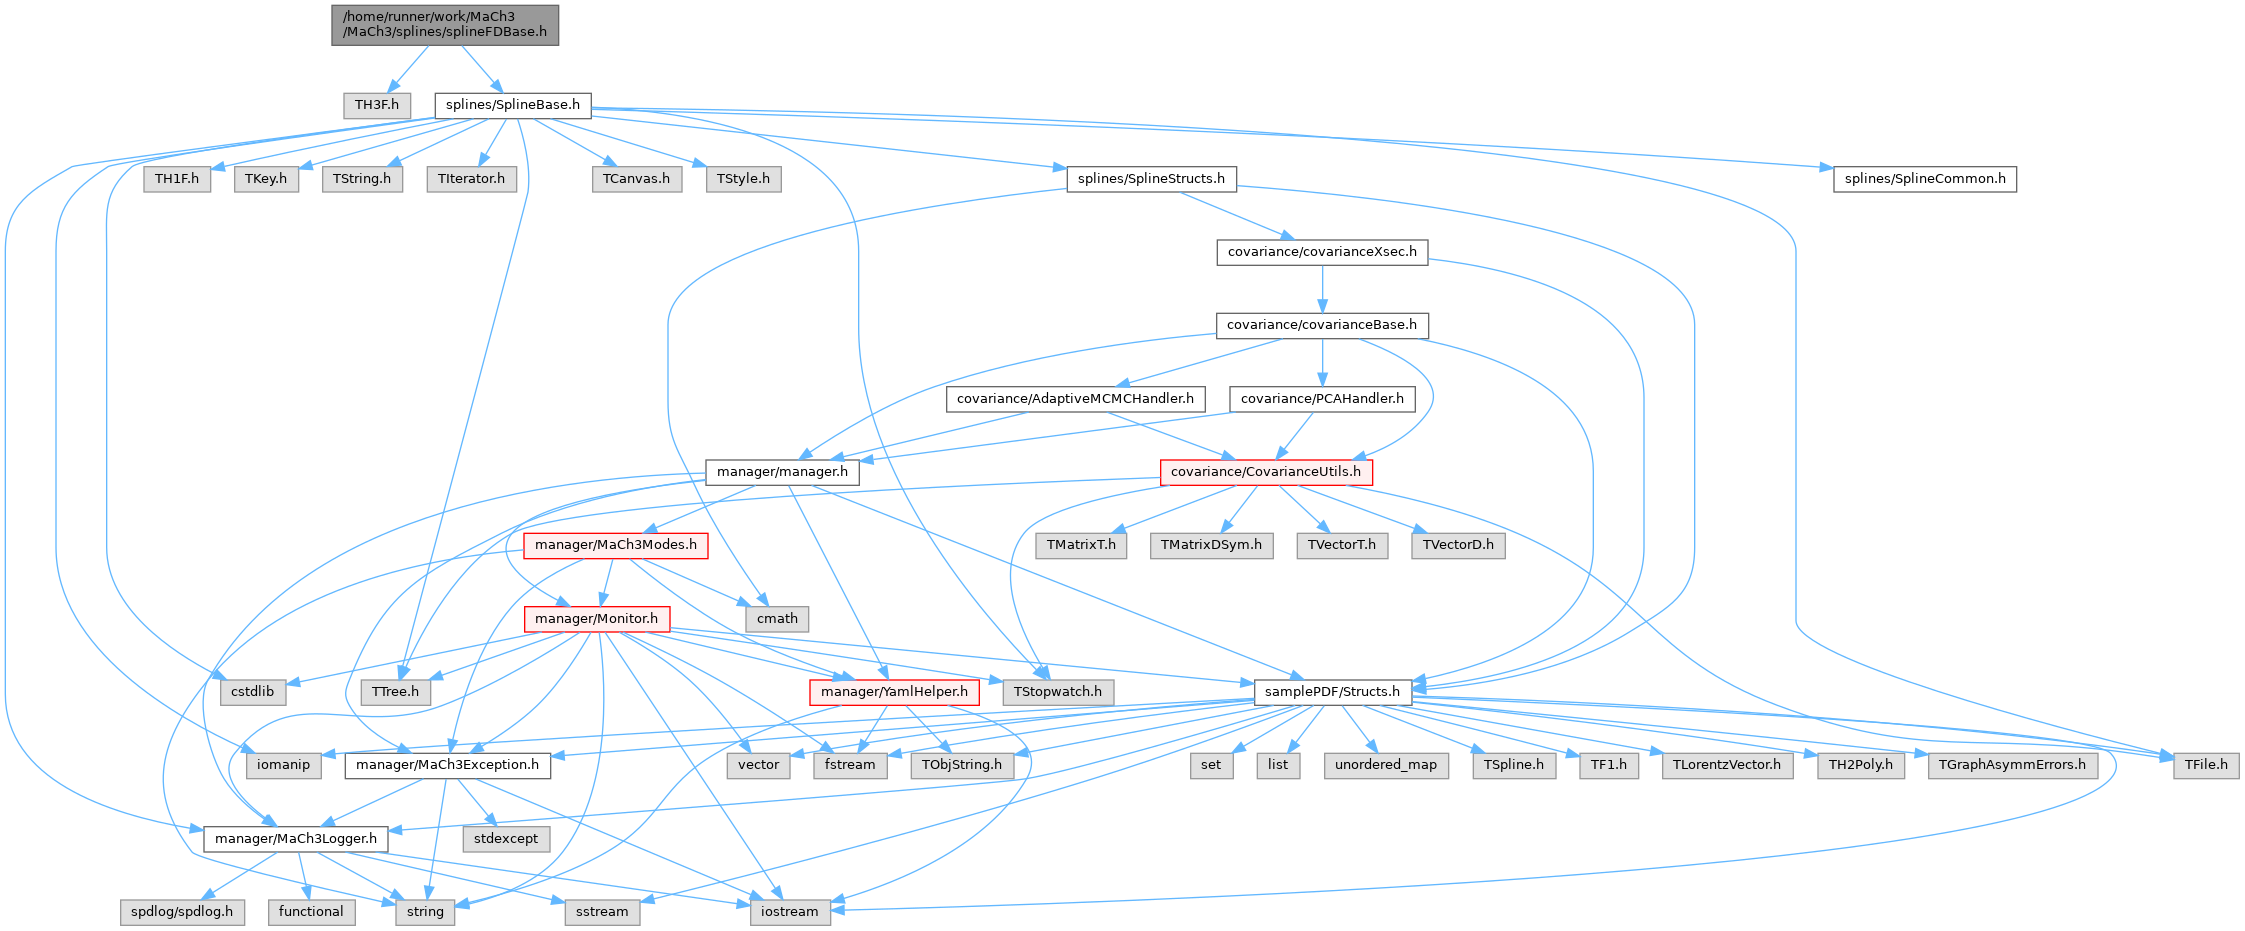 /home/runner/work/MaCh3
/MaCh3/splines/splineFDBase.h
TH3F.h
splines/SplineBase.h
TH1F.h
TKey.h
TString.h
TIterator.h
TCanvas.h
TStyle.h
splines/SplineStructs.h
splines/SplineCommon.h
covariance/covarianceXsec.h
covariance/covarianceBase.h
covariance/AdaptiveMCMCHandler.h
covariance/PCAHandler.h
manager/manager.h
covariance/CovarianceUtils.h
manager/MaCh3Modes.h
TMatrixT.h
TMatrixDSym.h
TVectorT.h
TVectorD.h
manager/Monitor.h
cmath
cstdlib
TTree.h
manager/YamlHelper.h
TStopwatch.h
samplePDF/Structs.h
iomanip
manager/MaCh3Exception.h
vector
fstream
TObjString.h
set
list
unordered_map
TSpline.h
TF1.h
TLorentzVector.h
TH2Poly.h
TGraphAsymmErrors.h
TFile.h
manager/MaCh3Logger.h
stdexcept
spdlog/spdlog.h
functional
string
sstream
iostream